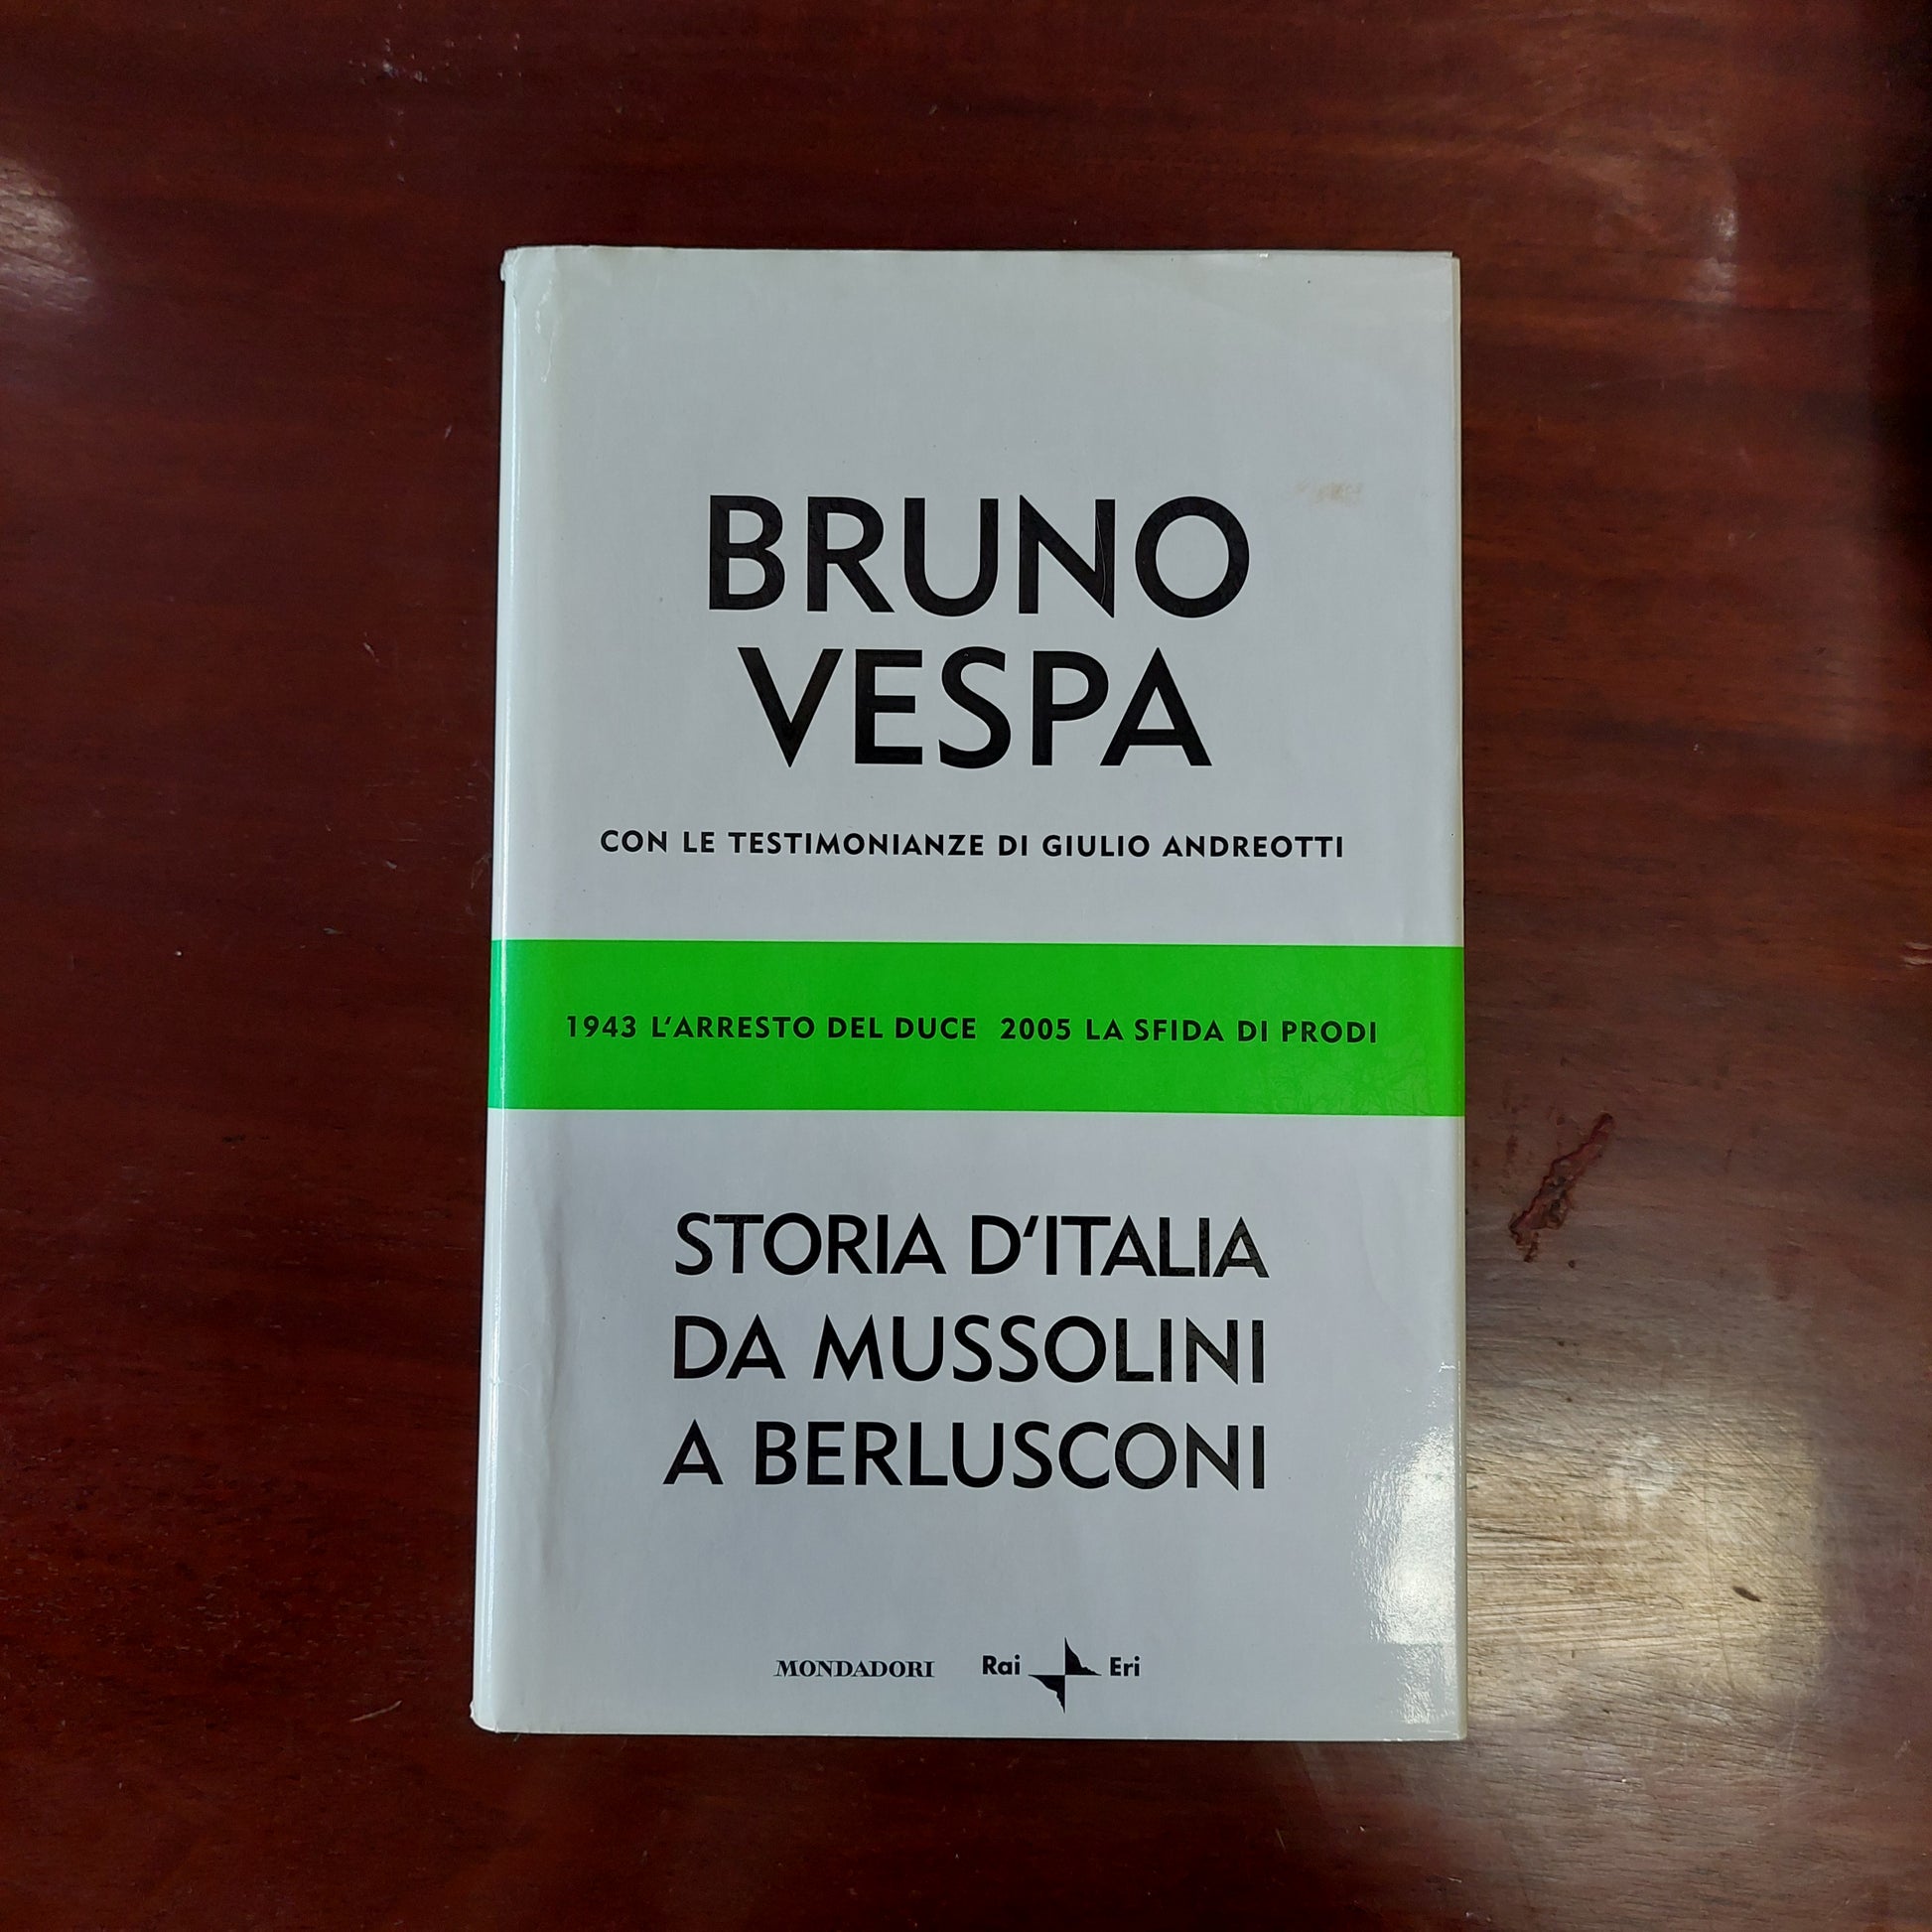 BRUNO
VESPA
CON LE TESTIMONIANZE DI GIULIO ANDREOTTI
1943 L'ARRESTO DEL DUCE 2005 LA SFIDA DI PRODI
STORIA D'ITALIA
DA MUSSOLINI
A BERLUSCONI
MONDADORI Rai Eri